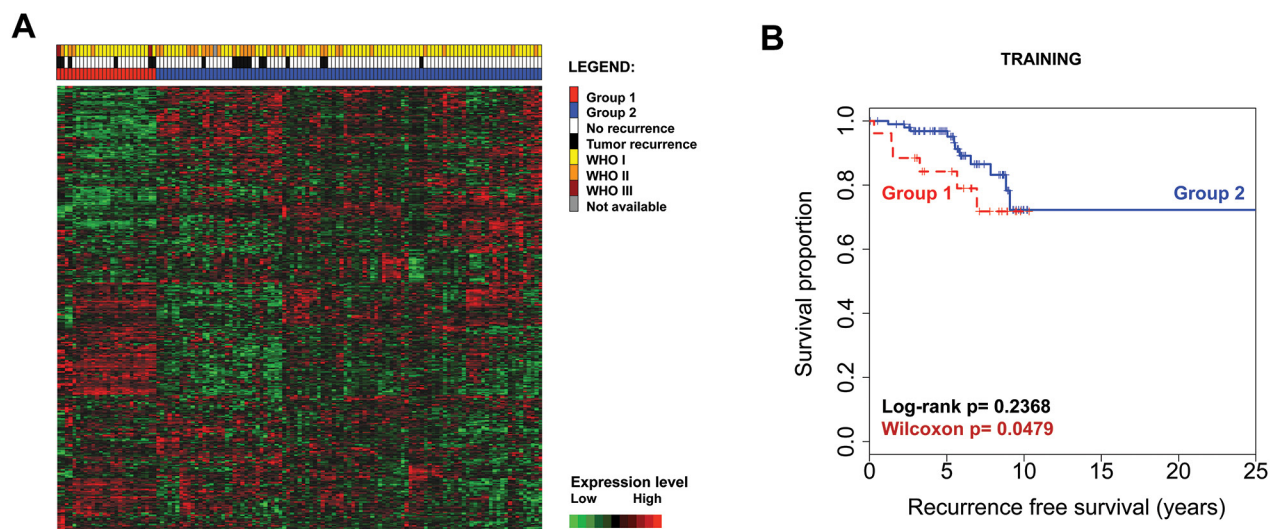 A
LEGEND:
Group 1
Group 2
No recurrence
Tumor recurrence
WHO I
WHO II
WHO III
Not available
Expression level
Low High
B
TRAINING
Survival proportion
1.0
0.8
0.6
0.4
0.2
0.0
Group 1
Group 2
Log-rank p= 0.2368
Wilcoxon p= 0.0479
0 5 10 15 20 25
Recurrence free survival (years)